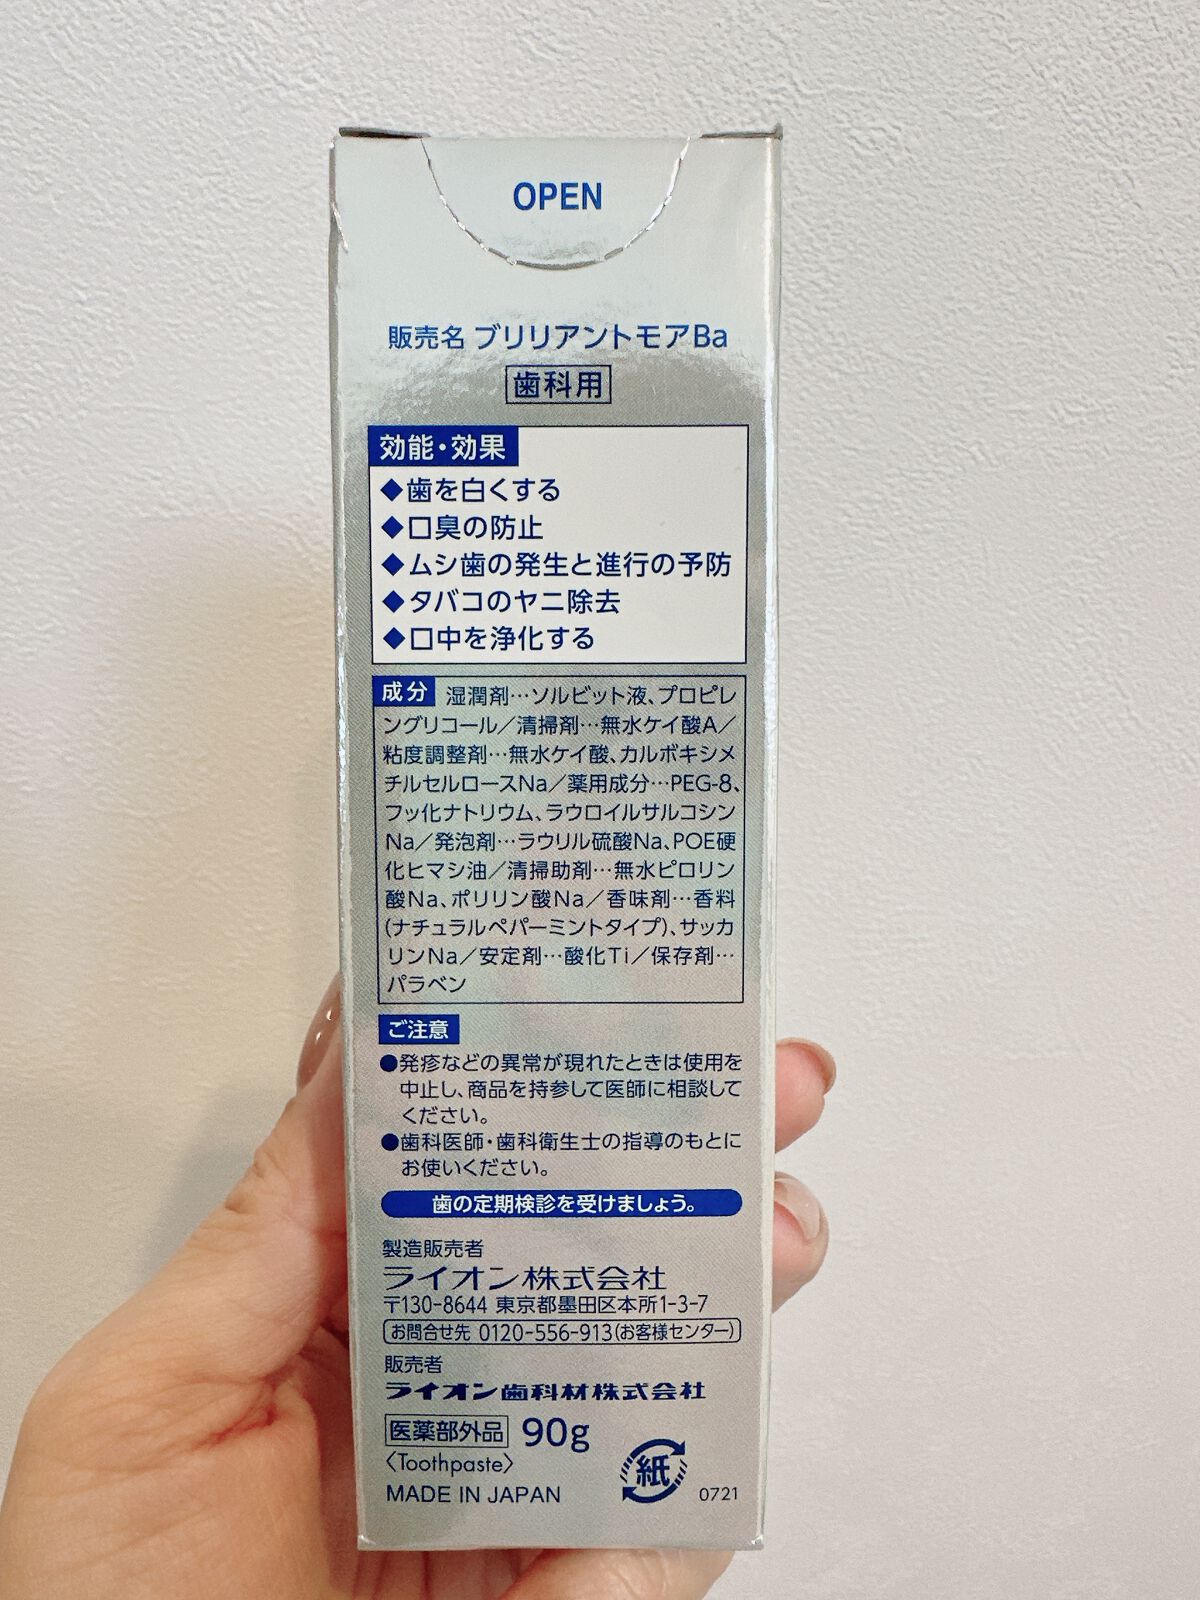 OPEN
販売名 ブリリアントモアBa
歯科用
効能・効果
◆歯を白くする
◆口臭の防止
◆ムシ歯の発生と進行の予防
◆タバコのヤニ除去
◆口中を浄化する
成分 湿潤剤…ソルビット液、プロピレ
ングリコール／清掃剤…無水ケイ酸A／
粘度調整剤…無水ケイ酸、カルボキシメ
チルセルロースNa／薬用成分…PEG-8、
フッ化ナトリウム、ラウロイルサルコシン
Na／発泡剤…ラウリル硫酸Na、POE硬
化ヒマシ油／清掃助剤…無水ピロリン
酸Na、ポリリン酸Na／香味剤…香料
(ナチュラルペパーミントタイプ)、サッカ
リンNa／安定剤…酸化Ti／保存剤…
パラベン
ご注意
●発疹などの異常が現れたときは使用を
中止し、商品を持参して医師に相談して
ください。
●歯科医師・歯科衛生士の指導のもとに
お使いください。
歯の定期検診を受けましょう。
製造販売者
ライオン株式会社
〒130-8644 東京都墨田区本所1-3-7
お問合せ先 0120-556-913(お客様センター)
販売者
ライオン歯科材株式会社
医薬部外品 90g
〈Toothpaste〉
MADE IN JAPAN
紙
0721